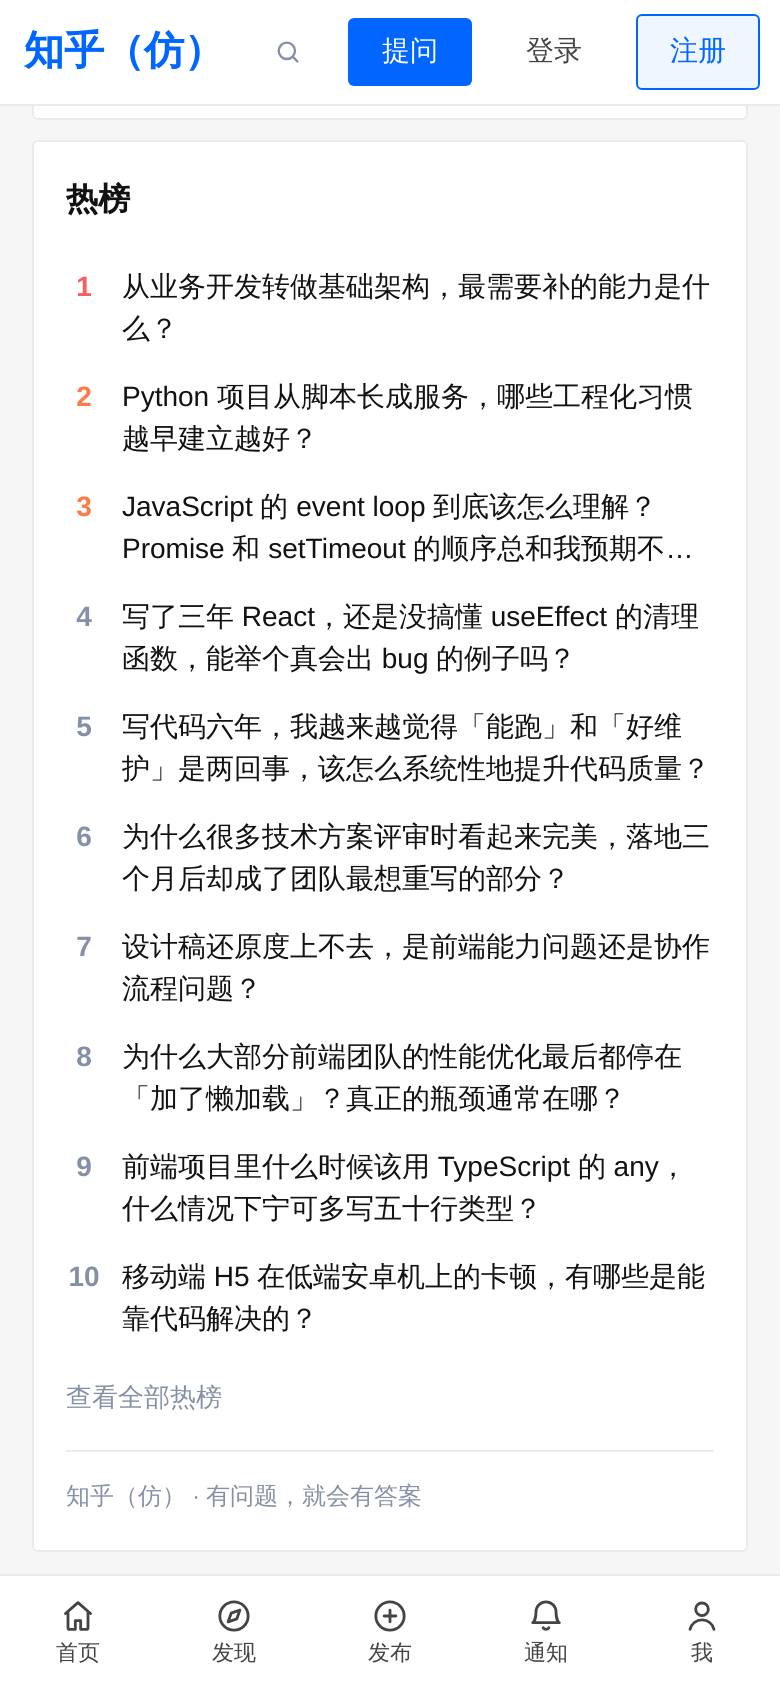 知乎（仿）
提问
登录
注册
热榜
1
从业务开发转做基础架构，最需要补的能力是什
么？
2
Python 项目从脚本长成服务，哪些工程化习惯
越早建立越好？
3
JavaScript 的 event loop 到底该怎么理解？
Promise 和 setTimeout 的顺序总和我预期不…
4
写了三年 React，还是没搞懂 useEffect 的清理
函数，能举个真会出 bug 的例子吗？
5
写代码六年，我越来越觉得「能跑」和「好维
护」是两回事，该怎么系统性地提升代码质量？
6
为什么很多技术方案评审时看起来完美，落地三
个月后却成了团队最想重写的部分？
7
设计稿还原度上不去，是前端能力问题还是协作
流程问题？
8
为什么大部分前端团队的性能优化最后都停在
「加了懒加载」？真正的瓶颈通常在哪？
9
前端项目里什么时候该用 TypeScript 的 any，
什么情况下宁可多写五十行类型？
10
移动端 H5 在低端安卓机上的卡顿，有哪些是能
靠代码解决的？
查看全部热榜
知乎（仿） · 有问题，就会有答案
首页
发现
发布
通知
我